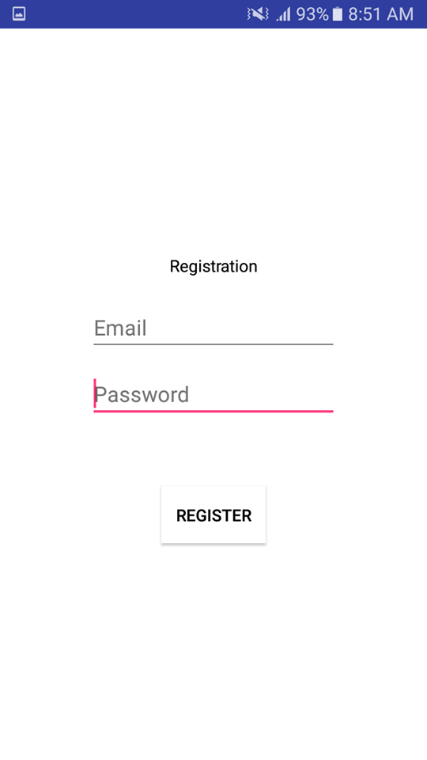 93% 8:51 AM
Registration
Email
Password
REGISTER